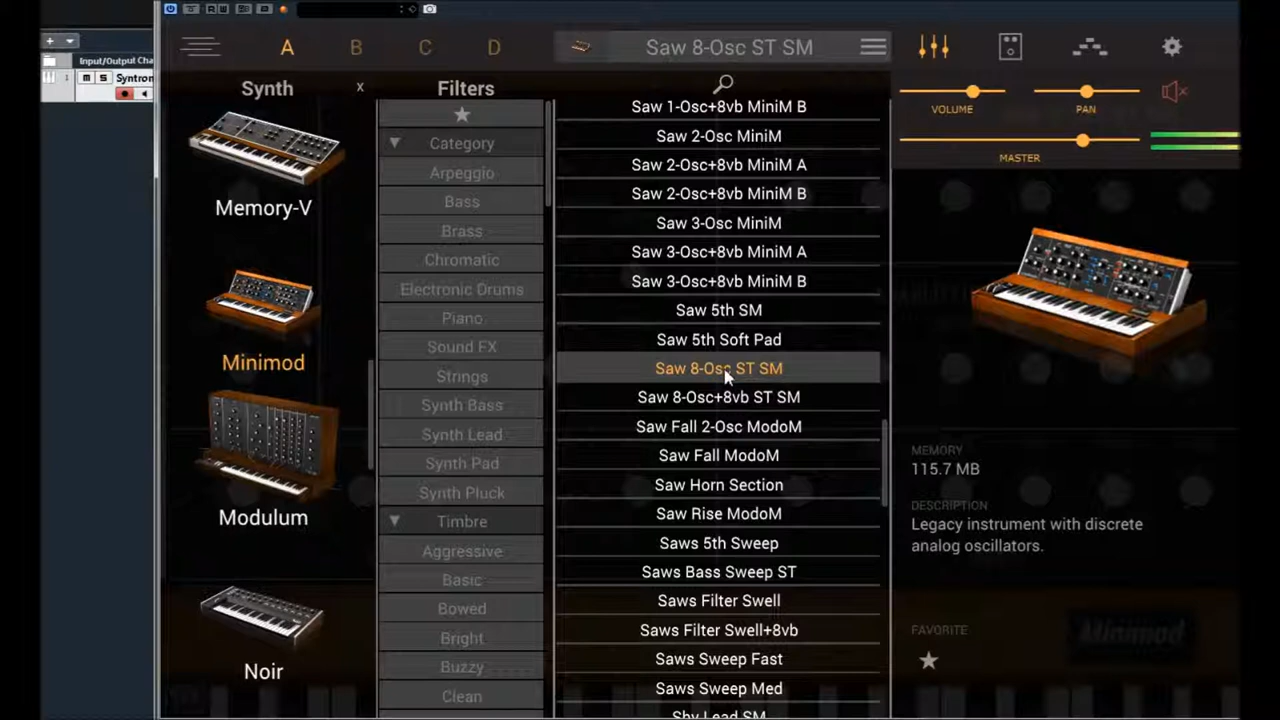 A B C D
Saw 8-Osc ST SM
Input/Output Cha
M S Syntron
R W
Synth x
Filters
Memory-V
Minimod
Modulum
Noir
Category
Arpeggio
Bass
Brass
Chromatic
Electronic Drums
Piano
Sound FX
Strings
Synth Bass
Synth Lead
Synth Pad
Synth Pluck
Timbre
Aggressive
Basic
Bowed
Bright
Buzzy
Clean
Saw 1-Osc+8vb MiniM B
Saw 2-Osc MiniM
Saw 2-Osc+8vb MiniM A
Saw 2-Osc+8vb MiniM B
Saw 3-Osc MiniM
Saw 3-Osc+8vb MiniM A
Saw 3-Osc+8vb MiniM B
Saw 5th SM
Saw 5th Soft Pad
Saw 8-Osc ST SM
Saw 8-Osc+8vb ST SM
Saw Fall 2-Osc ModoM
Saw Fall ModoM
Saw Horn Section
Saw Rise ModoM
Saws 5th Sweep
Saws Bass Sweep ST
Saws Filter Swell
Saws Filter Swell+8vb
Saws Sweep Fast
Saws Sweep Med
Shy Lead SM
VOLUME
PAN
MASTER
MEMORY
115.7 MB
DESCRIPTION
Legacy instrument with discrete
analog oscillators.
FAVORITE
Minimod